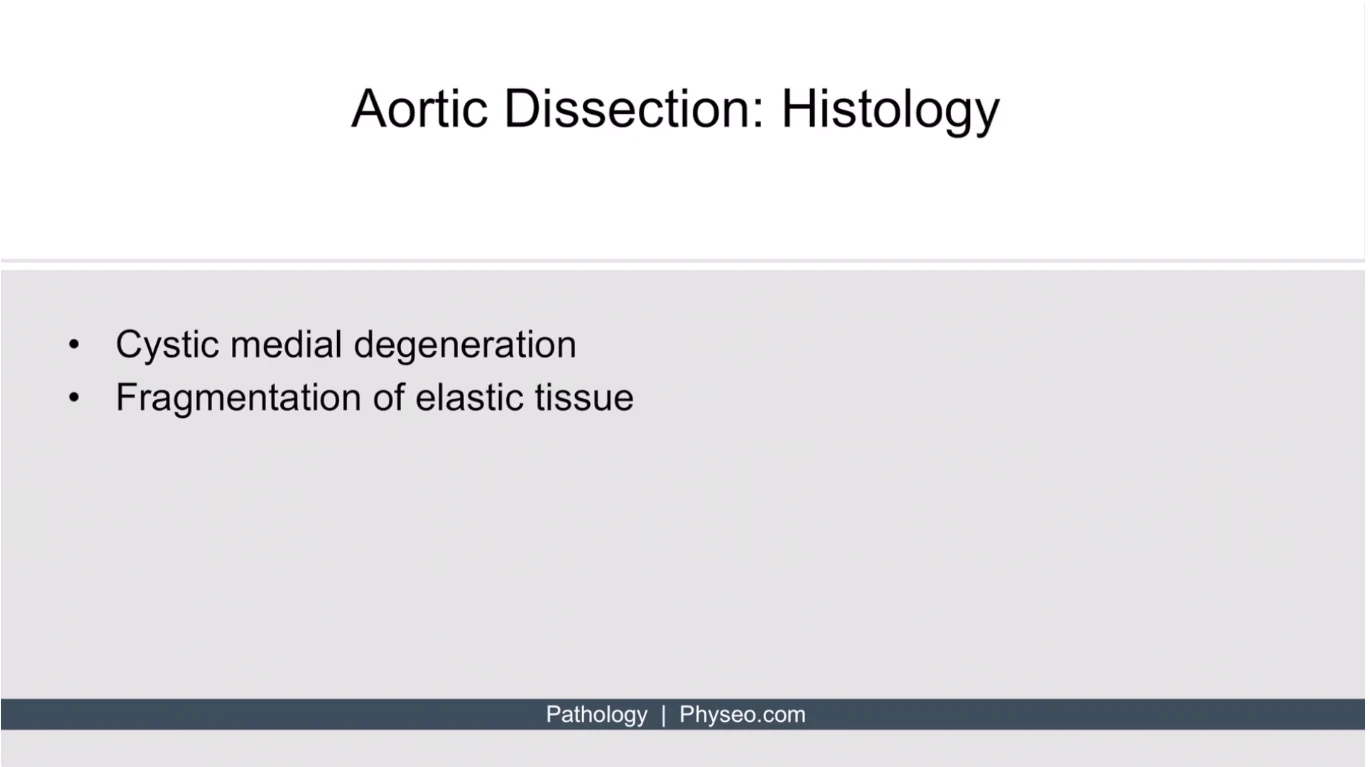 Aortic Dissection: Histology
• Cystic medial degeneration
• Fragmentation of elastic tissue
Pathology | Physeo.com